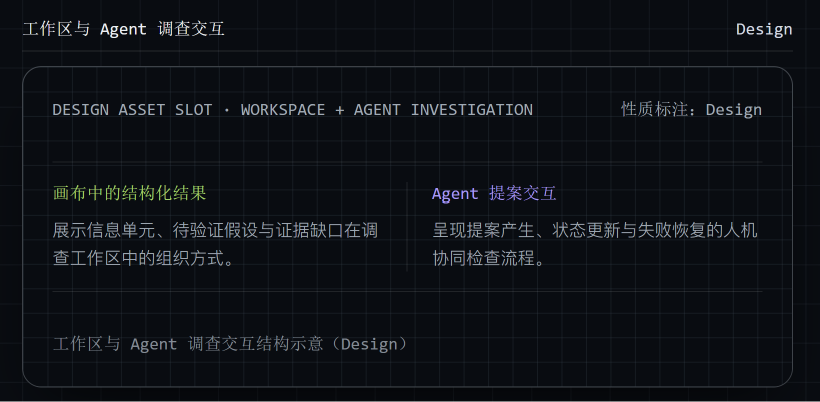 工作区与 Agent 调查交互
Design
DESIGN ASSET SLOT · WORKSPACE + AGENT INVESTIGATION
性质标注：Design
画布中的结构化结果
展示信息单元、待验证假设与证据缺口在调
查工作区中的组织方式。
Agent 提案交互
呈现提案产生、状态更新与失败恢复的人机
协同检查流程。
工作区与 Agent 调查交互结构示意（Design）